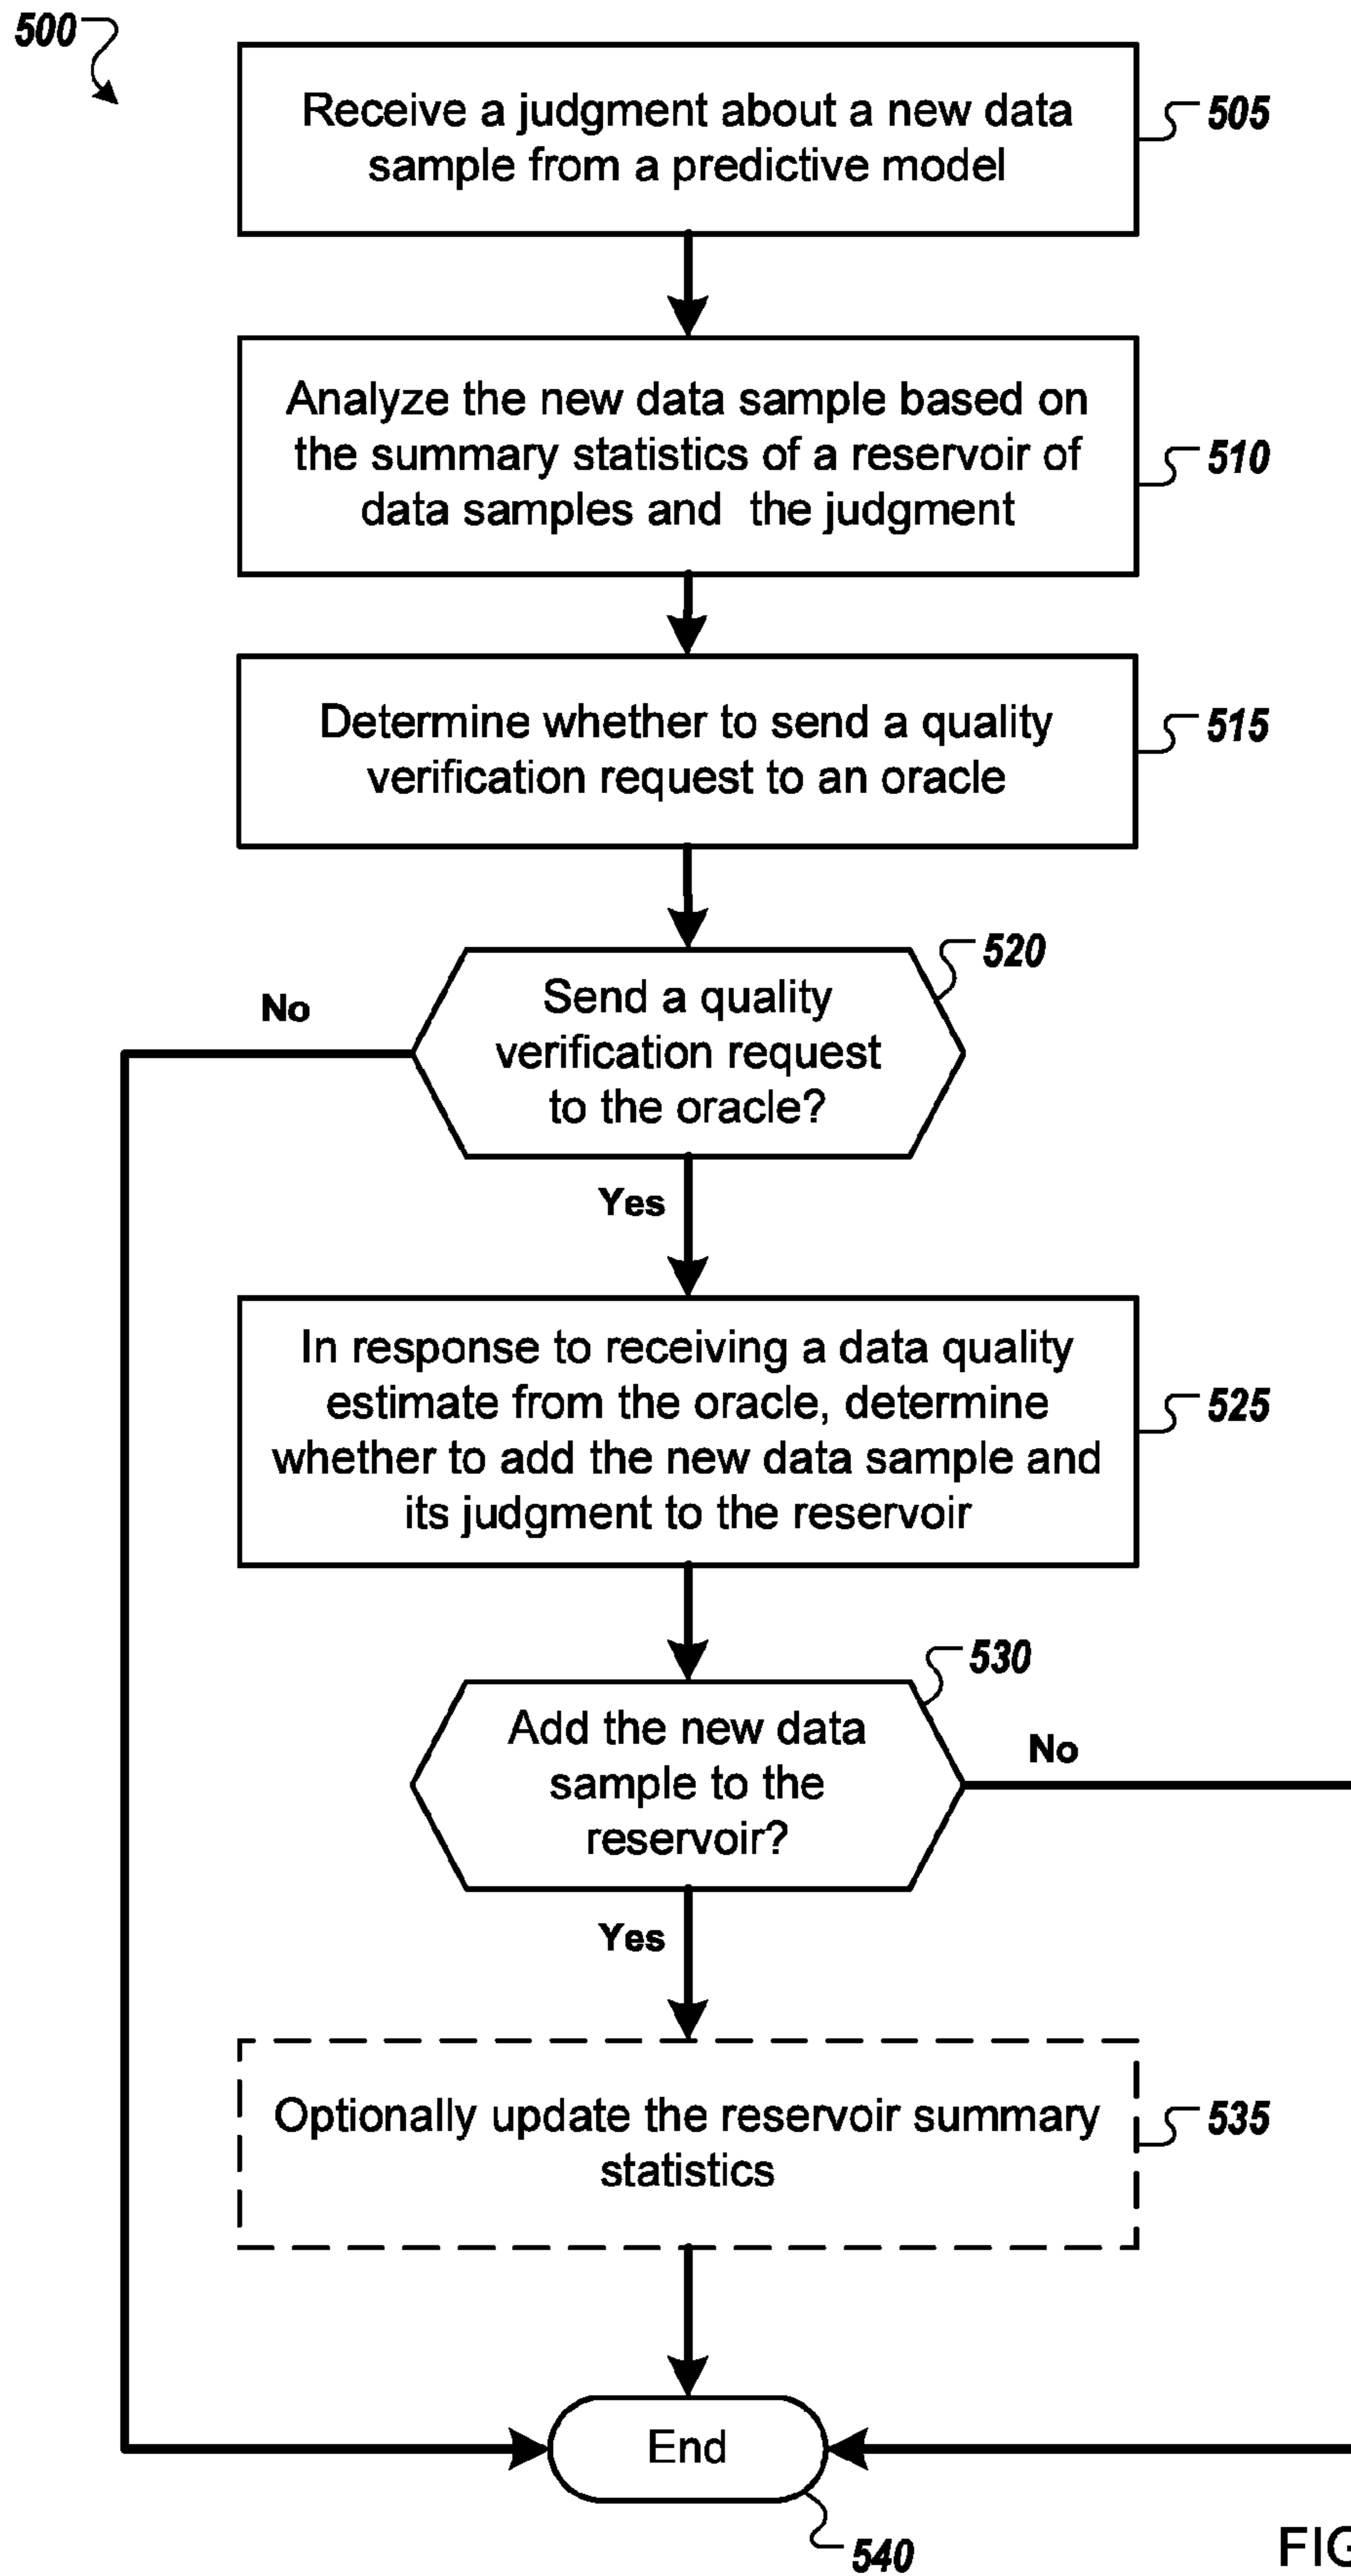 500
Receive a judgment about a new data
sample from a predictive model
505
Analyze the new data sample based on
the summary statistics of a reservoir of
data samples and the judgment
510
Determine whether to send a quality
verification request to an oracle
515
520
Send a quality
verification request
to the oracle?
No
Yes
In response to receiving a data quality
estimate from the oracle, determine
whether to add the new data sample and
its judgment to the reservoir
525
530
Add the new data
sample to the
reservoir?
No
Yes
Optionally update the reservoir summary
statistics
535
End
540
FIG